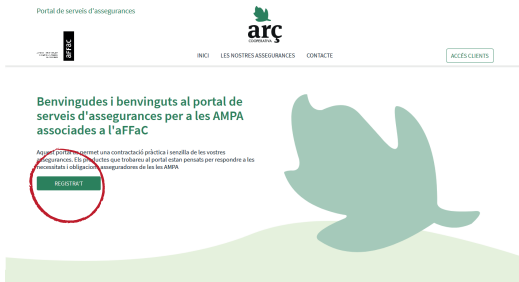 Portal de serveis d'assegurances
arç
COOPERATIVA
aFFaC
INICI LES NOSTRES ASSEGURANCES CONTACTE
ACCÉS CLIENTS
Benvingudes i benvinguts al portal de
serveis d'assegurances per a les AMPA
associades a l'aFFaC
Aquest portal us permet una contractació pràctica i senzilla de les vostres
assegurances. Els productes que trobareu al portal estan pensats per respondre a les
necessitats i obligacions asseguradores de les les AMPA
REGISTRA'T